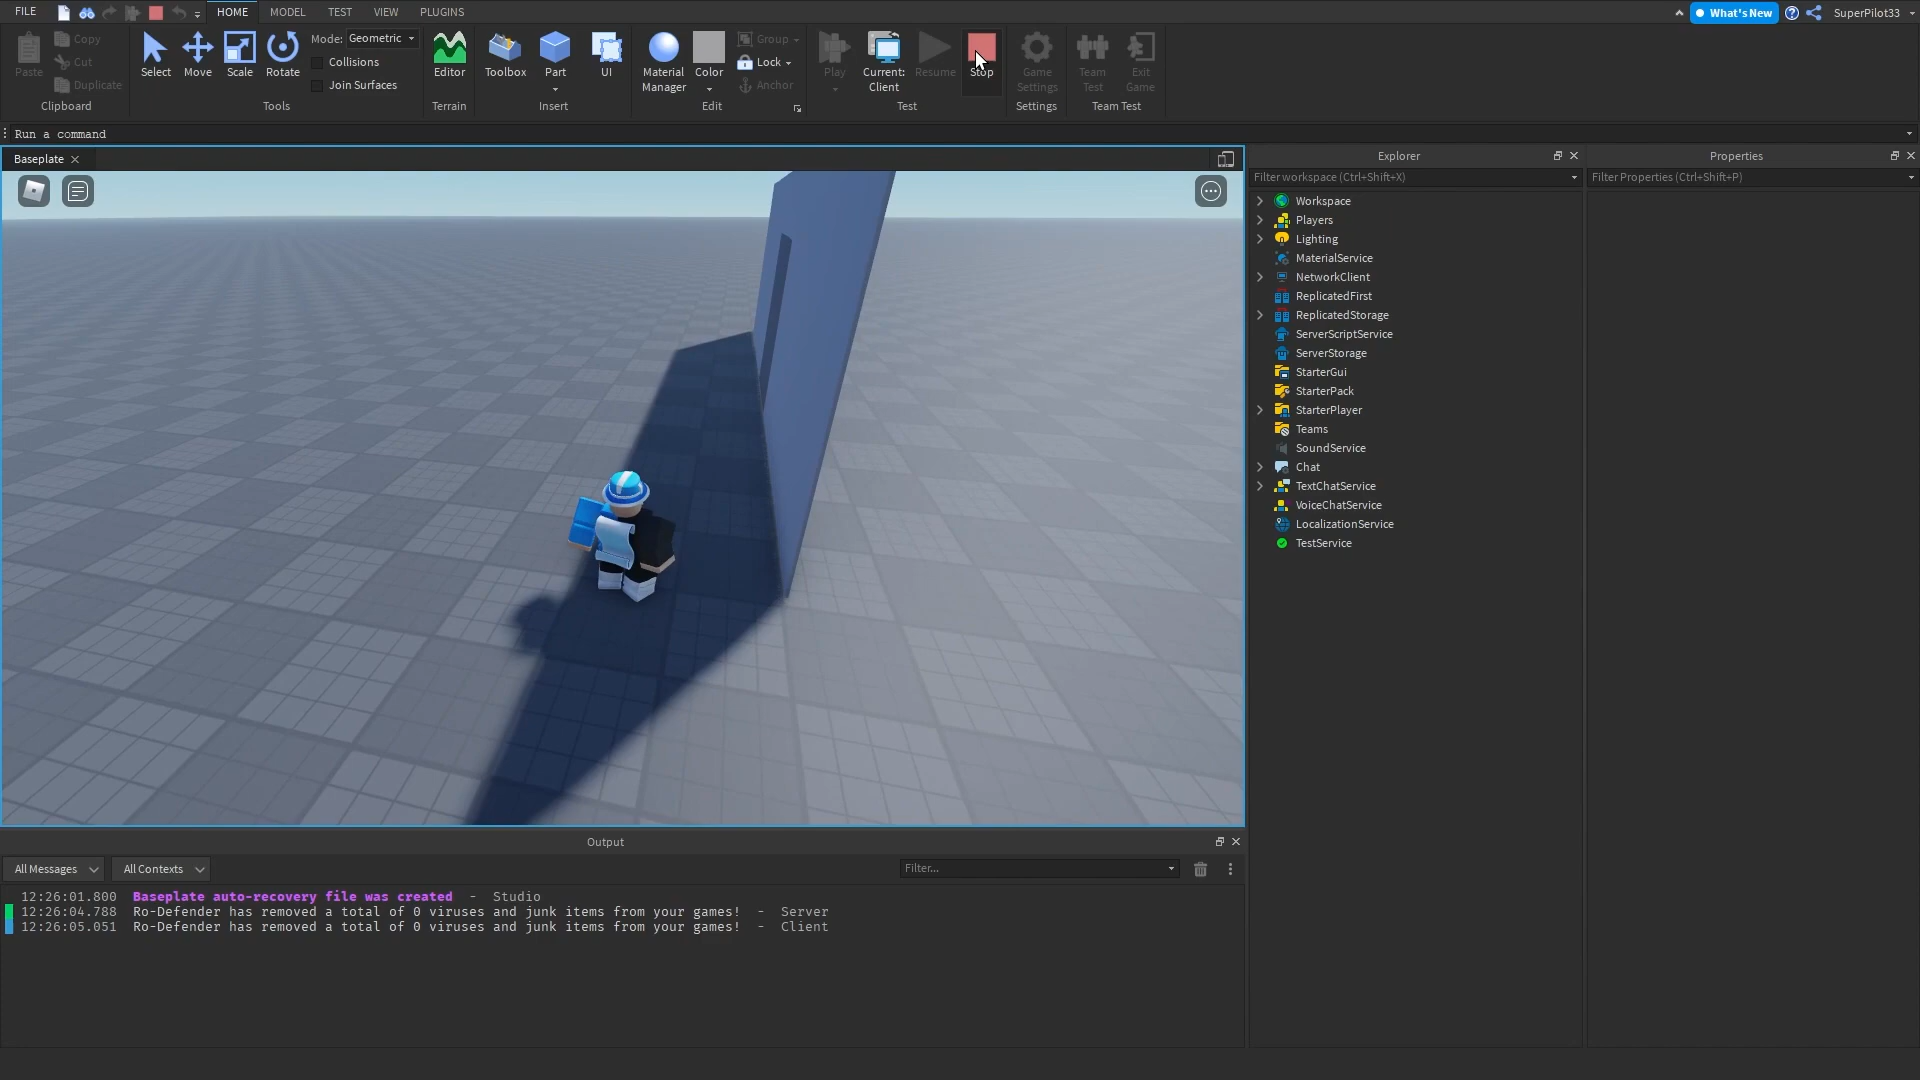 FILE
HOME
MODEL
TEST
VIEW
PLUGINS
What's New
SuperPilot33
Paste
Copy
Cut
Duplicate
Clipboard
Select
Move
Scale
Rotate
Mode: Geometric
Collisions
Join Surfaces
Tools
Editor
Terrain
Toolbox
Part
UI
Insert
Material
Manager
Color
Group
Lock
Anchor
Edit
Play
Current:
Client
Resume
Stop
Test
Game
Settings
Settings
Team
Test
Exit
Game
Team Test
Run a command
Baseplate
Explorer
Filter workspace (Ctrl+Shift+X)
Workspace
Players
Lighting
MaterialService
NetworkClient
ReplicatedFirst
ReplicatedStorage
ServerScriptService
ServerStorage
StarterGui
StarterPack
StarterPlayer
Teams
SoundService
Chat
TextChatService
VoiceChatService
LocalizationService
TestService
Properties
Filter Properties (Ctrl+Shift+P)
Output
All Messages
All Contexts
Filter...
12:26:01.800 Baseplate auto-recovery file was created - Studio
12:26:04.788 Ro-Defender has removed a total of 0 viruses and junk items from your games! - Server
12:26:05.051 Ro-Defender has removed a total of 0 viruses and junk items from your games! - Client